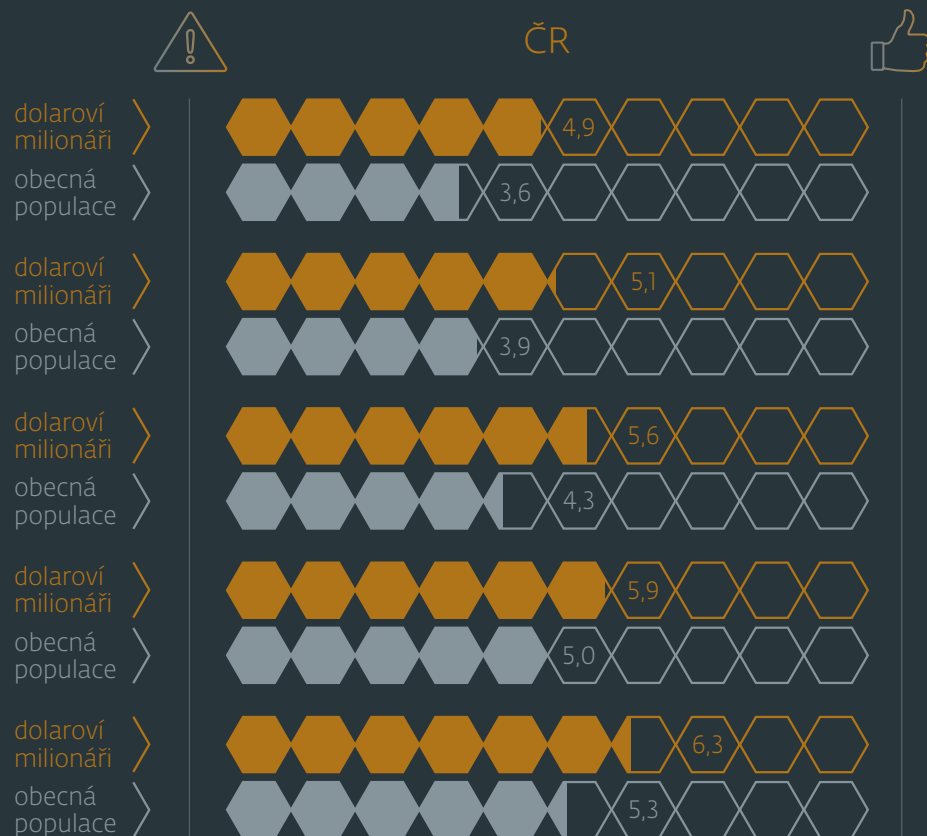 ČR
dolaroví
milionáři
4,9
obecná
populace
3,6
dolaroví
milionáři
5,1
obecná
populace
3,9
dolaroví
milionáři
5,6
obecná
populace
4,3
dolaroví
milionáři
5,9
obecná
populace
5,0
dolaroví
milionáři
6,3
obecná
populace
5,3